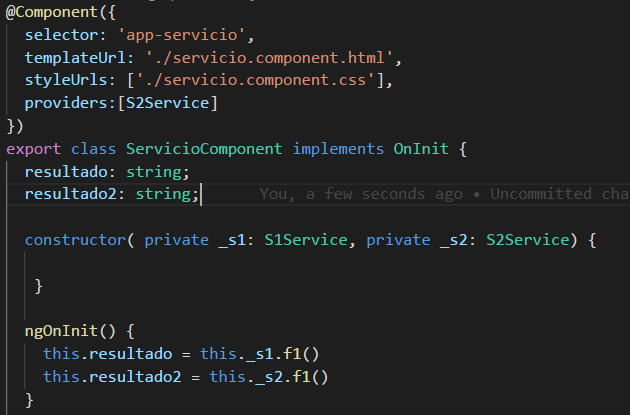 @Component({
  selector: 'app-servicio',
  templateUrl: './servicio.component.html',
  styleUrls: ['./servicio.component.css'],
  providers:[S2Service]
})
export class ServicioComponent implements OnInit {
  resultado: string;
  resultado2: string;      You, a few seconds ago • Uncommitted cha
  constructor( private _s1: S1Service, private _s2: S2Service) {
   }
  ngOnInit() {
    this.resultado = this._s1.f1()
    this.resultado2 = this._s2.f1()
  }